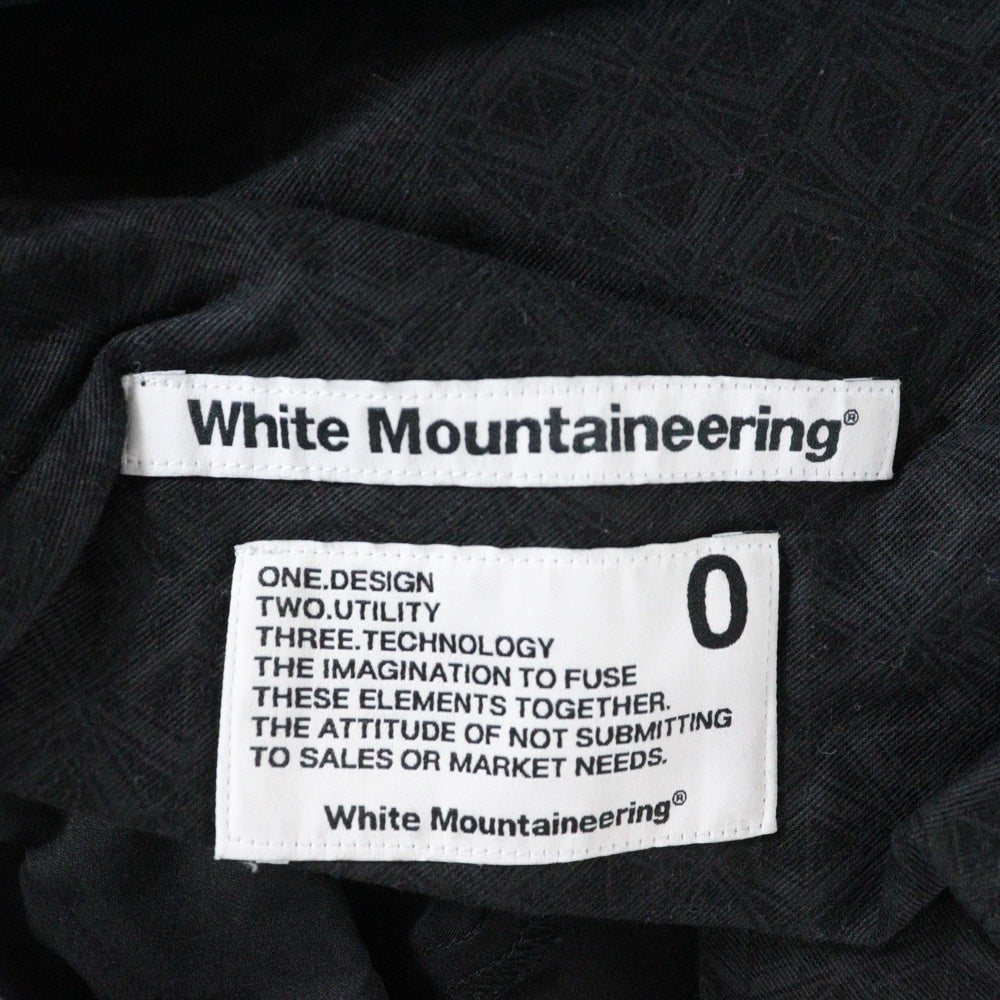 White Mountaineering®
0
ONE.DESIGN
TWO.UTILITY
THREE.TECHNOLOGY
THE IMAGINATION TO FUSE
THESE ELEMENTS TOGETHER.
THE ATTITUDE OF NOT SUBMITTING
TO SALES OR MARKET NEEDS.
White Mountaineering®